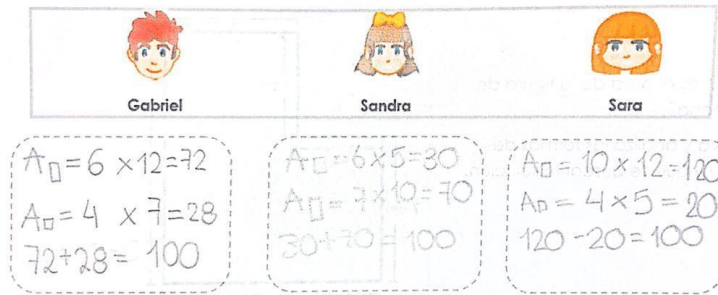 Gabriel
Sandra
Sara
A▯=6 ×12=72
A▫=4 ×7=28
72+28= 100
A▯=6×5=30
A▯=7×10=70
30+70=100
A▯=10×12=120
A▫=4×5=20
120-20=100